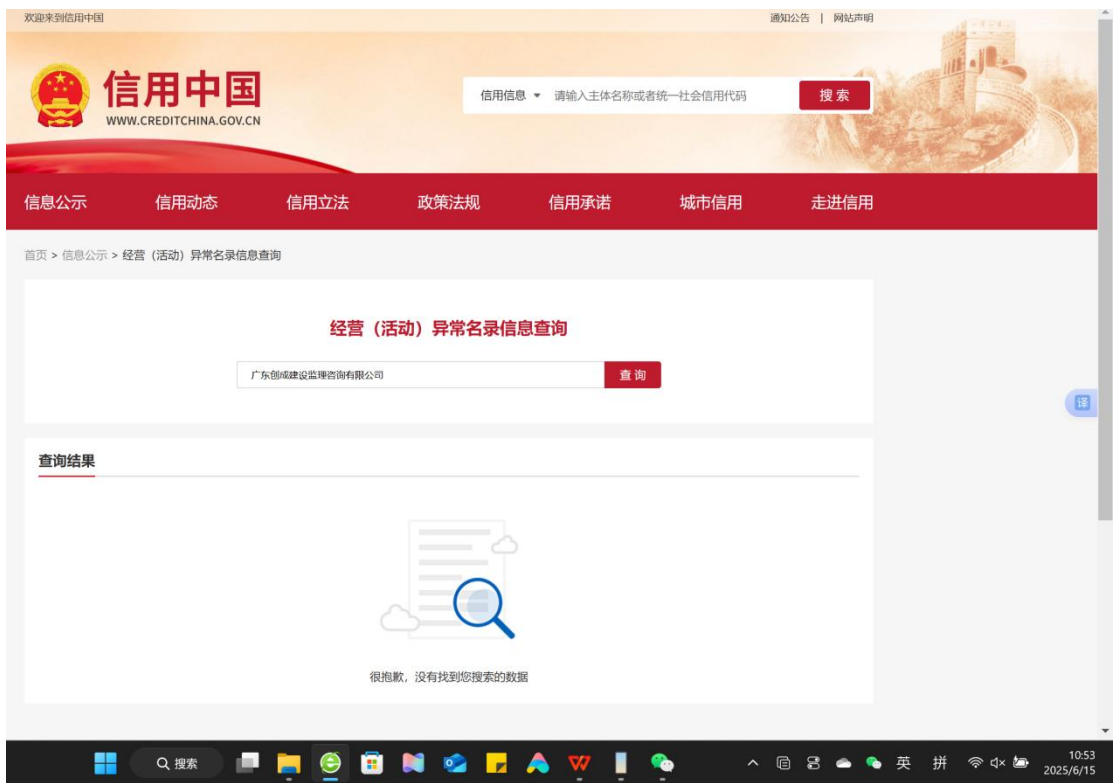 欢迎来到信用中国
通知公告 | 网站声明
信用中国
WWW.CREDITCHINA.GOV.CN
信用信息 请输入主体名称或者统一社会信用代码 搜索
信息公示 信用动态 信用立法 政策法规 信用承诺 城市信用 走进信用
首页 > 信息公示 > 经营（活动）异常名录信息查询
经营（活动）异常名录信息查询
广东创成建设监理咨询有限公司 查询
译
查询结果
很抱歉，没有找到您搜索的数据
搜索 英 拼 10:53
2025/6/15